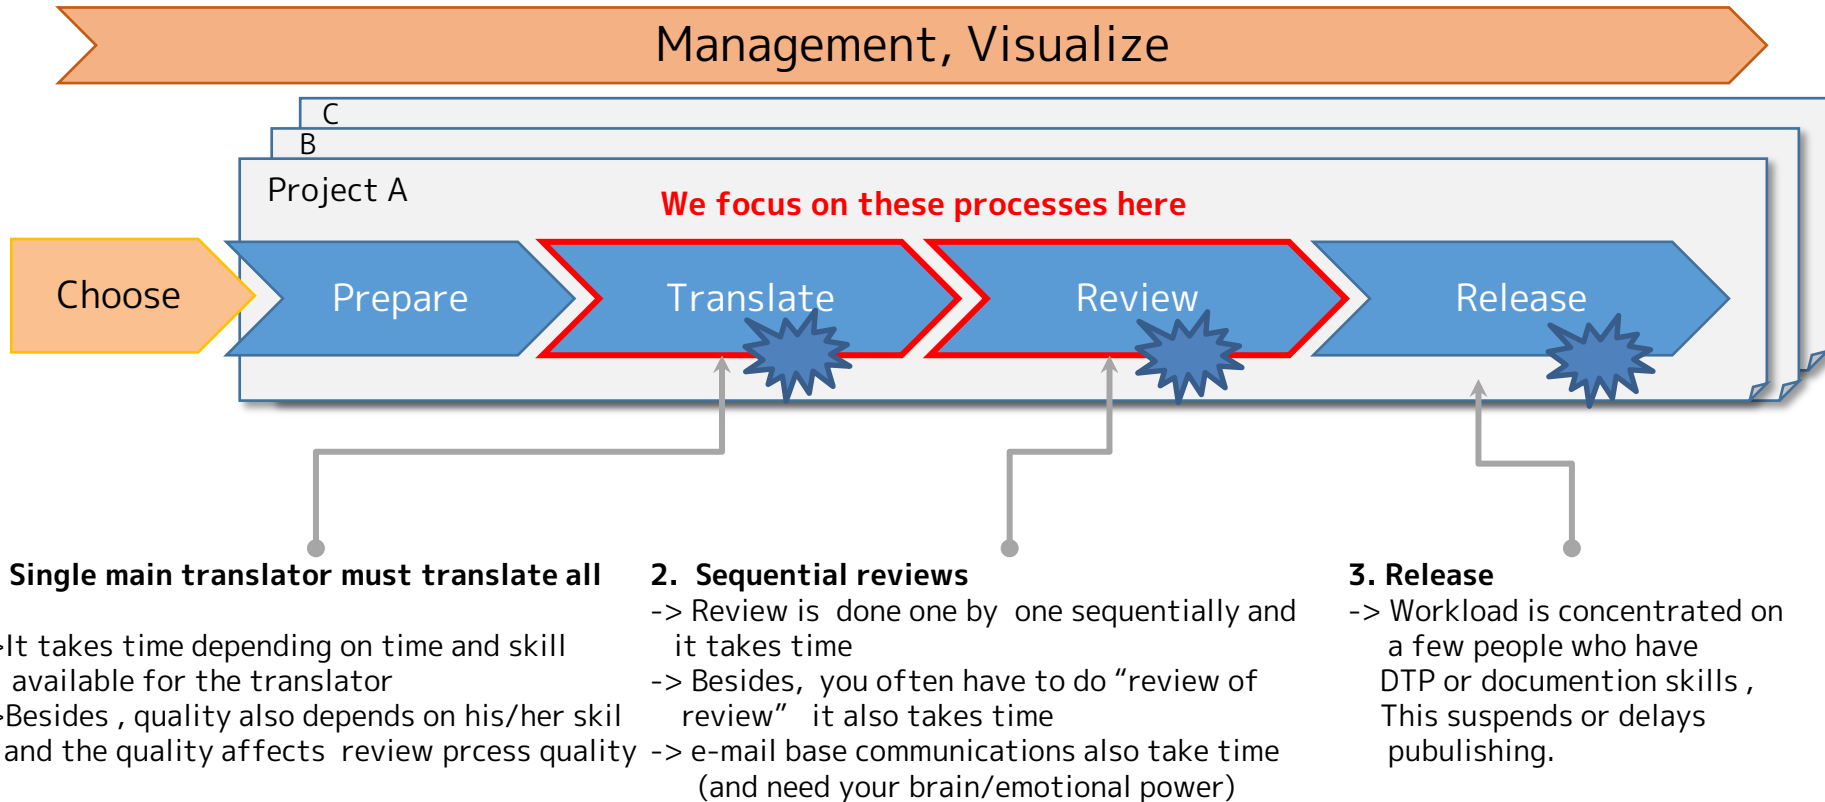 Management, Visualize
C
B
Project A
We focus on these processes here
Choose
Prepare
Translate
Review
Release
Single main translator must translate all
>It takes time depending on time and skill
available for the translator
>Besides , quality also depends on his/her skil
and the quality affects review prcess quality
2. Sequential reviews
-> Review is done one by one sequentially and
it takes time
-> Besides, you often have to do “review of
review” it also takes time
-> e-mail base communications also take time
(and need your brain/emotional power)
3. Release
-> Workload is concentrated on
a few people who have
DTP or documention skills ,
This suspends or delays
pubulishing.